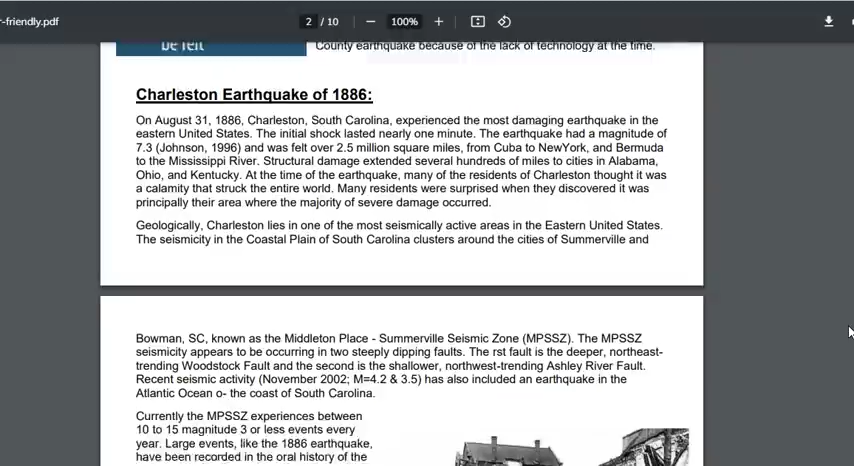 r-friendly.pdf
2 / 10
100%
be felt
County earthquake because of the lack of technology at the time.
Charleston Earthquake of 1886:
On August 31, 1886, Charleston, South Carolina, experienced the most damaging earthquake in the
eastern United States. The initial shock lasted nearly one minute. The earthquake had a magnitude of
7.3 (Johnson, 1996) and was felt over 2.5 million square miles, from Cuba to NewYork, and Bermuda
to the Mississippi River. Structural damage extended several hundreds of miles to cities in Alabama,
Ohio, and Kentucky. At the time of the earthquake, many of the residents of Charleston thought it was
a calamity that struck the entire world. Many residents were surprised when they discovered it was
principally their area where the majority of severe damage occurred.
Geologically, Charleston lies in one of the most seismically active areas in the Eastern United States.
The seismicity in the Coastal Plain of South Carolina clusters around the cities of Summerville and
Bowman, SC, known as the Middleton Place - Summerville Seismic Zone (MPSSZ). The MPSSZ
seismicity appears to be occurring in two steeply dipping faults. The rst fault is the deeper, northeast-
trending Woodstock Fault and the second is the shallower, northwest-trending Ashley River Fault.
Recent seismic activity (November 2002; M=4.2 & 3.5) has also included an earthquake in the
Atlantic Ocean o- the coast of South Carolina.
Currently the MPSSZ experiences between
10 to 15 magnitude 3 or less events every
year. Large events, like the 1886 earthquake,
have been recorded in the oral history of the